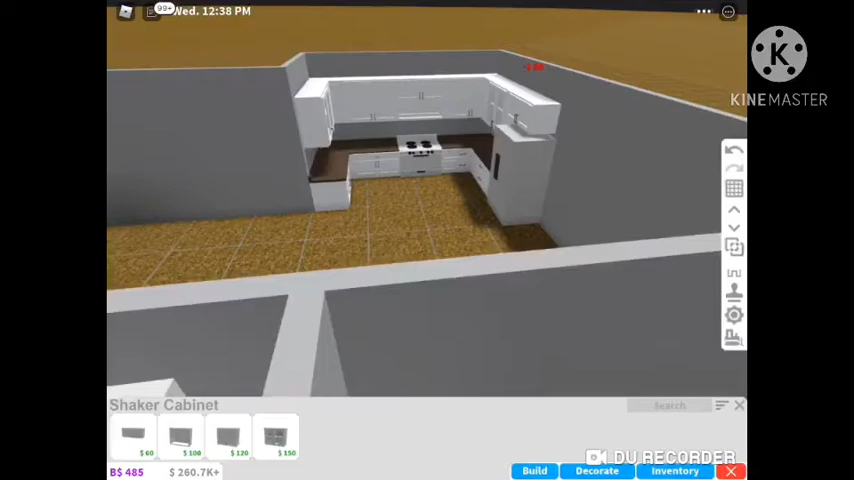 99+
Wed. 12:38 PM
K
KINEMASTER
Shaker Cabinet
Search
$ 60
$ 100
$ 120
$ 150
B$ 485
$ 260.7K+
DU RECORDER
Build
Decorate
Inventory